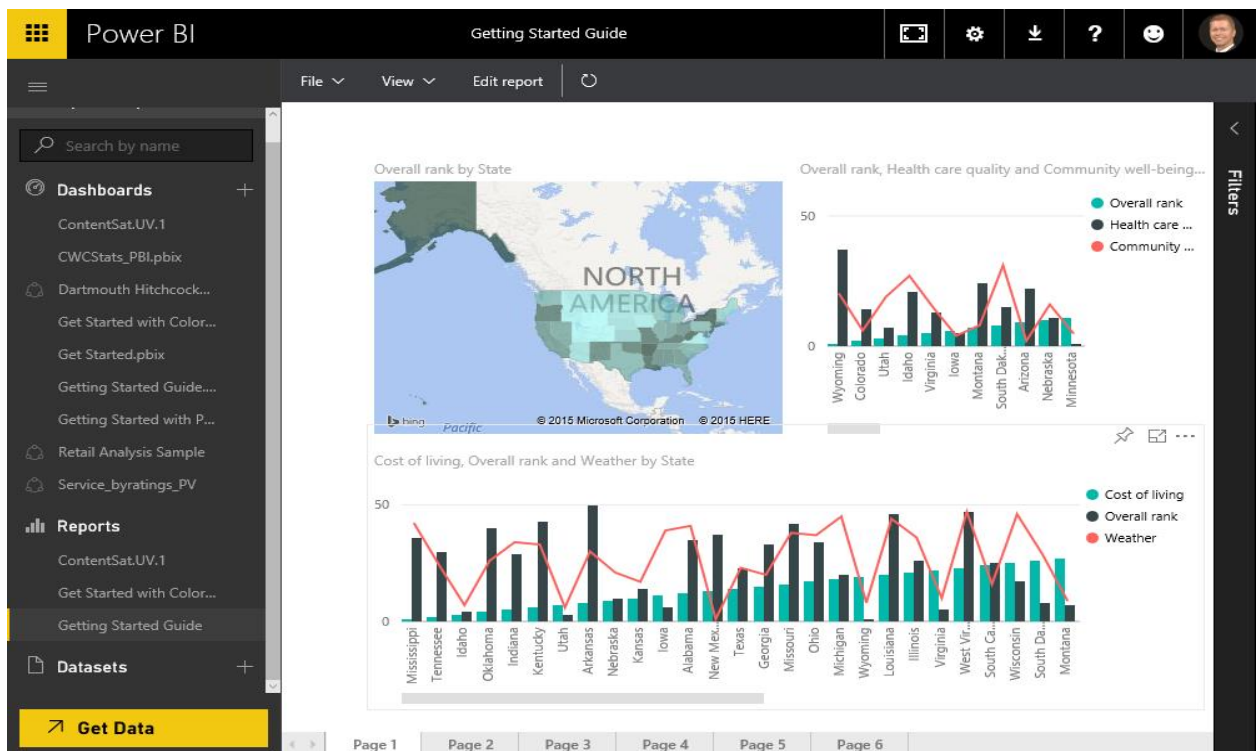 Power BI
Getting Started Guide
?
File
View
Edit report
Search by name
Dashboards
ContentSat.UV.1
CWCStats_PBI.pbix
Dartmouth Hitchcock...
Get Started with Color...
Get Started.pbix
Getting Started Guide....
Getting Started with P...
Retail Analysis Sample
Service_byratings_PV
Reports
ContentSat.UV.1
Get Started with Color...
Getting Started Guide
Datasets
Get Data
Overall rank by State
NORTH
AMERICA
bing
Pacific
© 2015 Microsoft Corporation © 2015 HERE
Overall rank, Health care quality and Community well-being...
Overall rank
Health care ...
Community ...
50
0
Wyoming
Colorado
Utah
Idaho
Virginia
Iowa
Montana
South Dak...
Arizona
Nebraska
Minnesota
Filters
Cost of living, Overall rank and Weather by State
Cost of living
Overall rank
Weather
50
0
Mississippi
Tennessee
Idaho
Oklahoma
Indiana
Kentucky
Utah
Arkansas
Nebraska
Kansas
Iowa
Alabama
New Mex...
Texas
Georgia
Missouri
Ohio
Michigan
Wyoming
Louisiana
Illinois
Virginia
West Vir...
South Ca...
Wisconsin
South Da...
Montana
Page 1
Page 2
Page 3
Page 4
Page 5
Page 6